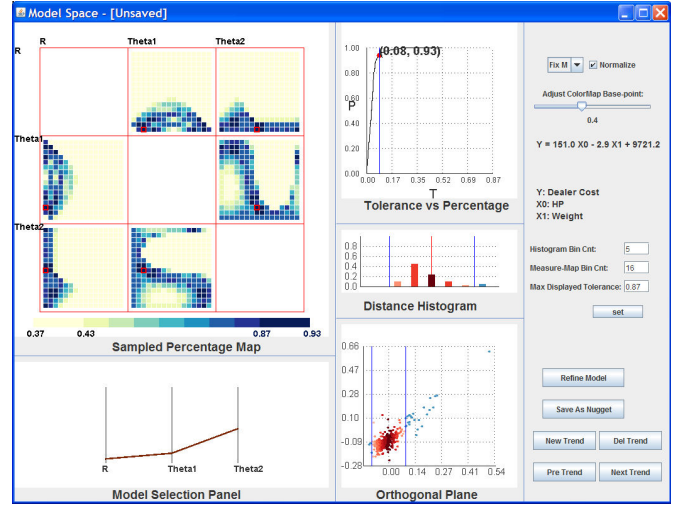 Model Space - [Unsaved]
R Theta1 Theta2
R
Theta1
Theta2
0.37 0.43 0.87 0.93
Sampled Percentage Map
R Theta1 Theta2
Model Selection Panel
(0.08, 0.93)
1.00
0.80
0.60
0.40
0.20
0.00
P
0.00 0.17 0.35 0.52 0.70 0.87
T
Tolerance vs Percentage
0.8
0.6
0.4
0.2
0.0
Distance Histogram
0.66
0.47
0.28
0.10
-0.09
-0.28
0.00 0.14 0.27 0.41 0.54
Orthogonal Plane
Fix M Normalize
Adjust ColorMap Base-point:
0.4
Y = 151.0 X0 - 2.9 X1 + 9721.2
Y: Dealer Cost
X0: HP
X1: Weight
Histogram Bin Cnt: 5
Measure-Map Bin Cnt: 16
Max Displayed Tolerance: 0.87
set
Refine Model
Save As Nugget
New Trend Del Trend
Pre Trend Next Trend